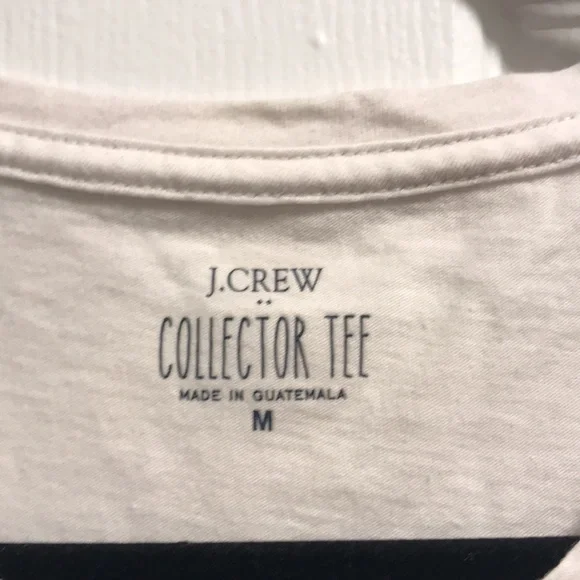 J.CREW
COLLECTOR TEE
MADE IN GUATEMALA
M